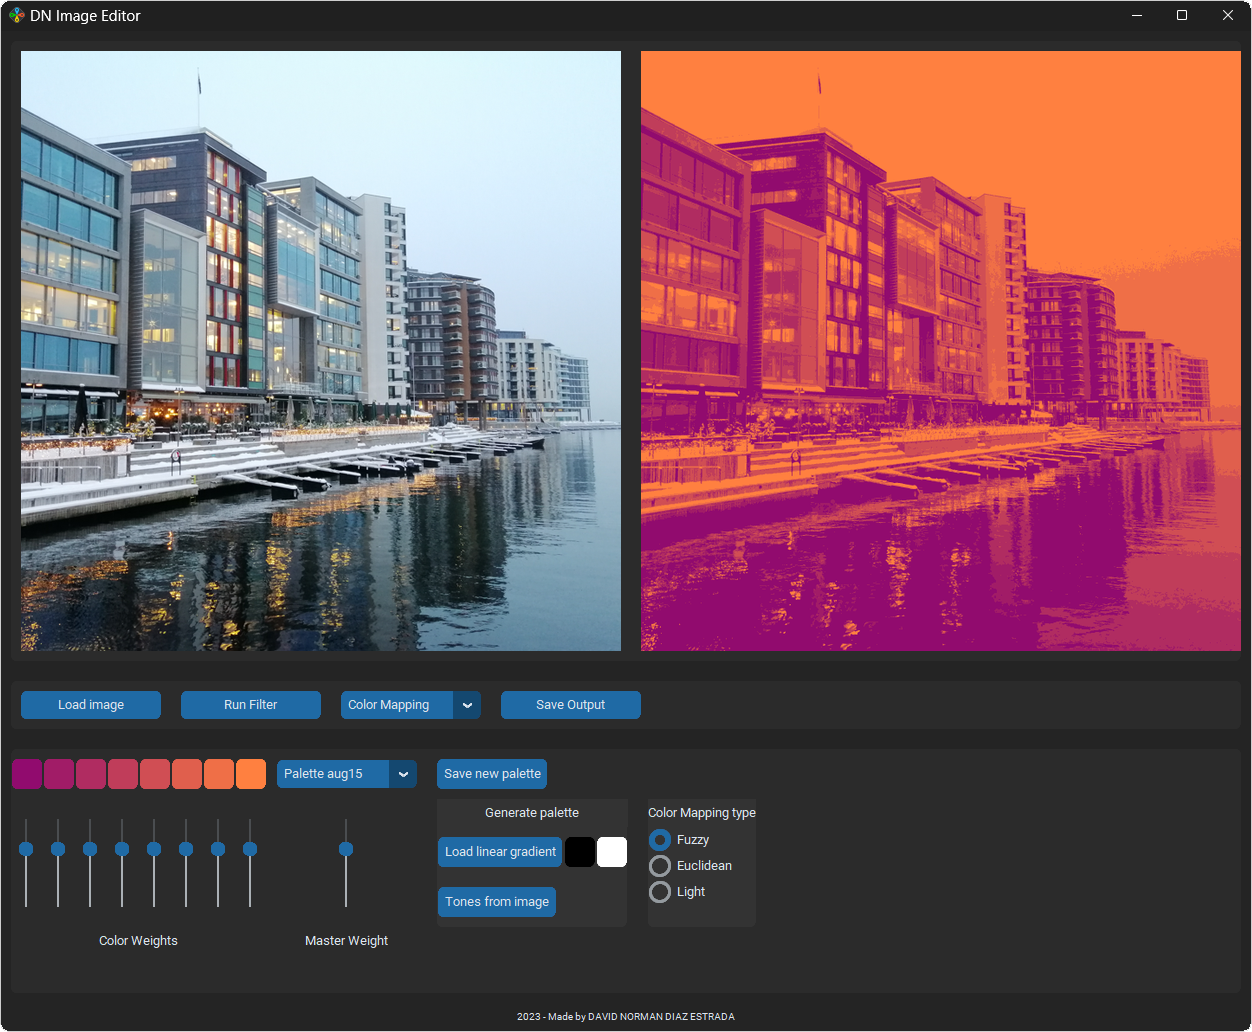 DN Image Editor
Load image
Run Filter
Color Mapping
Save Output
Palette aug15
Save new palette
Generate palette
Color Mapping type
Load linear gradient
Fuzzy
Euclidean
Light
Tones from image
Color Weights
Master Weight
2023 - Made by DAVID NORMAN DIAZ ESTRADA